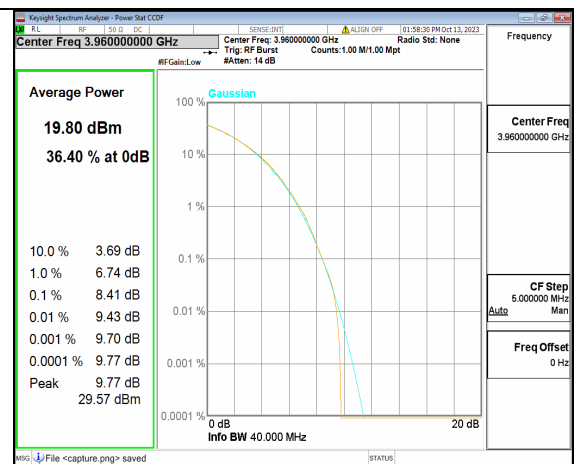 Keysight Spectrum Analyzer - Power Stat CCDF
RL RF 50 Ω DC SENSE:INT ALIGN OFF 01:58:30 PM Oct 13, 2023
Center Freq 3.960000000 GHz
Center Freq: 3.960000000 GHz Radio Std: None
Trig: RF Burst Counts:1.00 M/1.00 Mpt
#IFGain:Low #Atten: 14 dB
Frequency
Average Power
19.80 dBm
36.40 % at 0dB
10.0 % 3.69 dB
1.0 % 6.74 dB
0.1 % 8.41 dB
0.01 % 9.43 dB
0.001 % 9.70 dB
0.0001 % 9.77 dB
Peak 9.77 dB
29.57 dBm
Gaussian
100 %
10 %
1 %
0.1 %
0.01 %
0.001 %
0.0001 %
0 dB 20 dB
Info BW 40.000 MHz
Center Freq
3.960000000 GHz
CF Step
5.000000 MHz
Auto Man
Freq Offset
0 Hz
MSG File <capture.png> saved STATUS